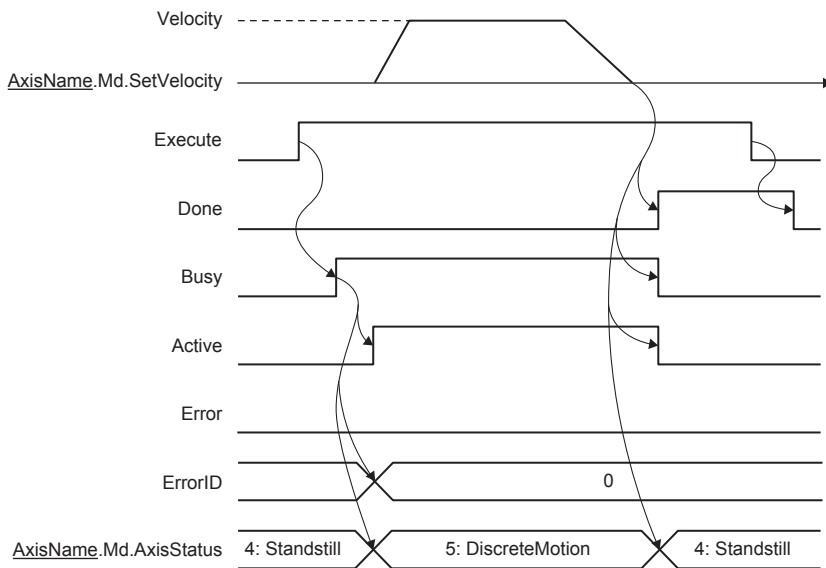 Velocity
AxisName.Md.SetVelocity
Execute
Done
Busy
Active
Error
ErrorID
0
AxisName.Md.AxisStatus
4: Standstill
5: DiscreteMotion
4: Standstill